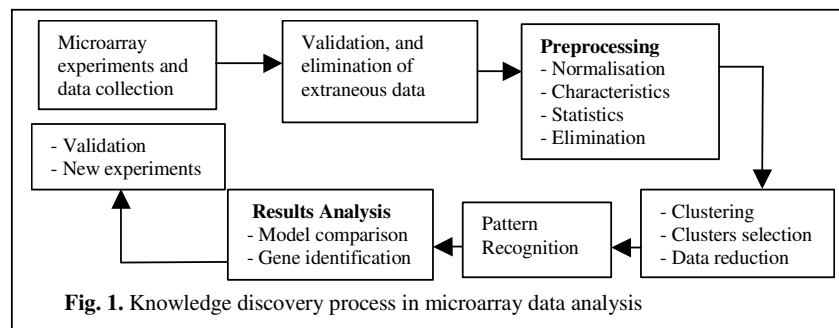 Microarray
experiments and
data collection
Validation, and
elimination of
extraneous data
Preprocessing
- Normalisation
- Characteristics
- Statistics
- Elimination
- Clustering
- Clusters selection
- Data reduction
Pattern
Recognition
Results Analysis
- Model comparison
- Gene identification
- Validation
- New experiments
Fig. 1. Knowledge discovery process in microarray data analysis